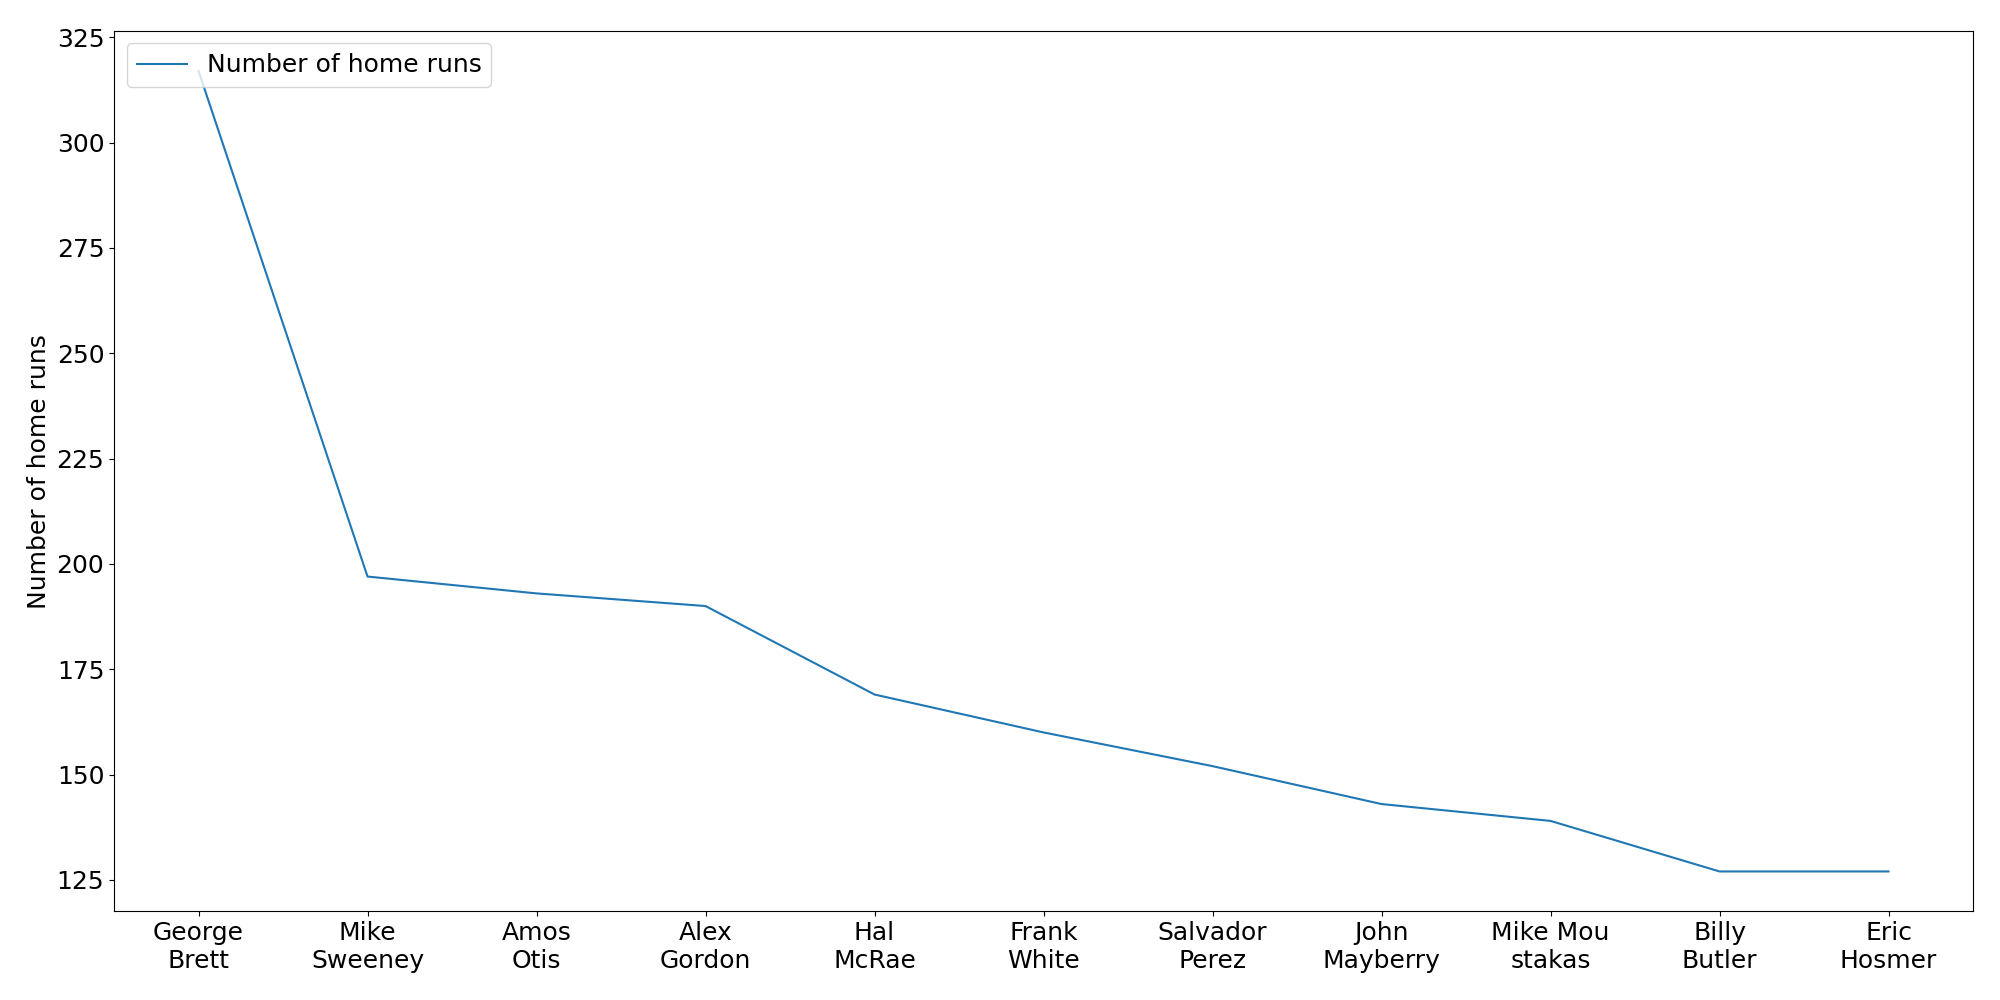 Number of home runs
Number of home runs
325
300
275
250
225
200
175
150
125
George Brett
Mike Sweeney
Amos Otis
Alex Gordon
Hal McRae
Frank White
Salvador Perez
John Mayberry
Mike Mou
stakas
Billy Butler
Eric Hosmer